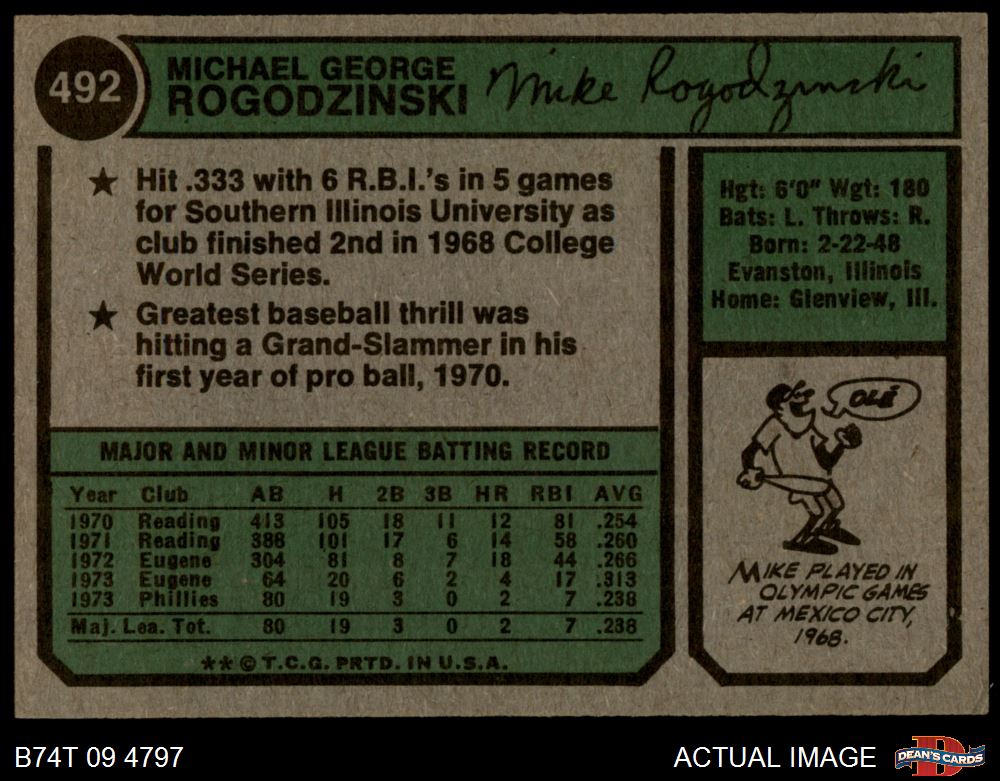 492
MICHAEL GEORGE
ROGODZINSKI
Mike Rogodzinski
★ Hit .333 with 6 R.B.I.'s in 5 games
for Southern Illinois University as
club finished 2nd in 1968 College
World Series.
★ Greatest baseball thrill was
hitting a Grand-Slammer in his
first year of pro ball, 1970.
Hgt: 6'0" Wgt: 180
Bats: L. Throws: R.
Born: 2-22-48
Evanston, Illinois
Home: Glenview, Ill.
MAJOR AND MINOR LEAGUE BATTING RECORD
Year Club AB H 2B 3B HR RBI AVG
1970 Reading 413 105 18 11 12 81 .254
1971 Reading 388 101 17 6 14 58 .260
1972 Eugene 304 81 8 7 18 44 .266
1973 Eugene 64 20 6 2 4 17 .313
1973 Phillies 80 19 3 0 2 7 .238
Maj. Lea. Tot. 80 19 3 0 2 7 .238
** © T.C.G. PRTD. IN U.S.A.
OLÉ
MIKE PLAYED IN
OLYMPIC GAMES
AT MEXICO CITY,
1968.
B74T 09 4797
ACTUAL IMAGE
D
DEAN'S CARDS